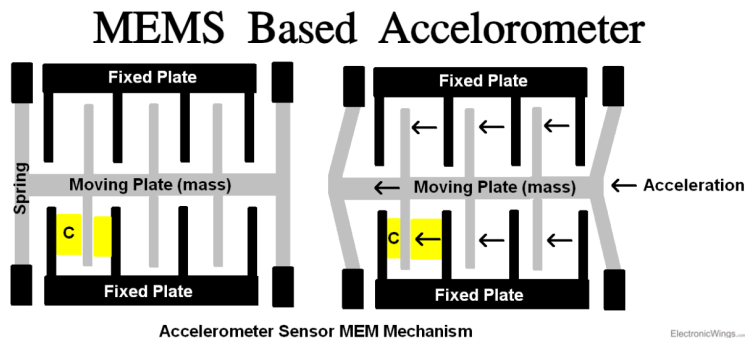 MEMS Based Accelorometer
Fixed Plate
Spring
Moving Plate (mass)
C
Fixed Plate
Fixed Plate
Moving Plate (mass)
Acceleration
C
Fixed Plate
Accelerometer Sensor MEM Mechanism
ElectronicWings.com